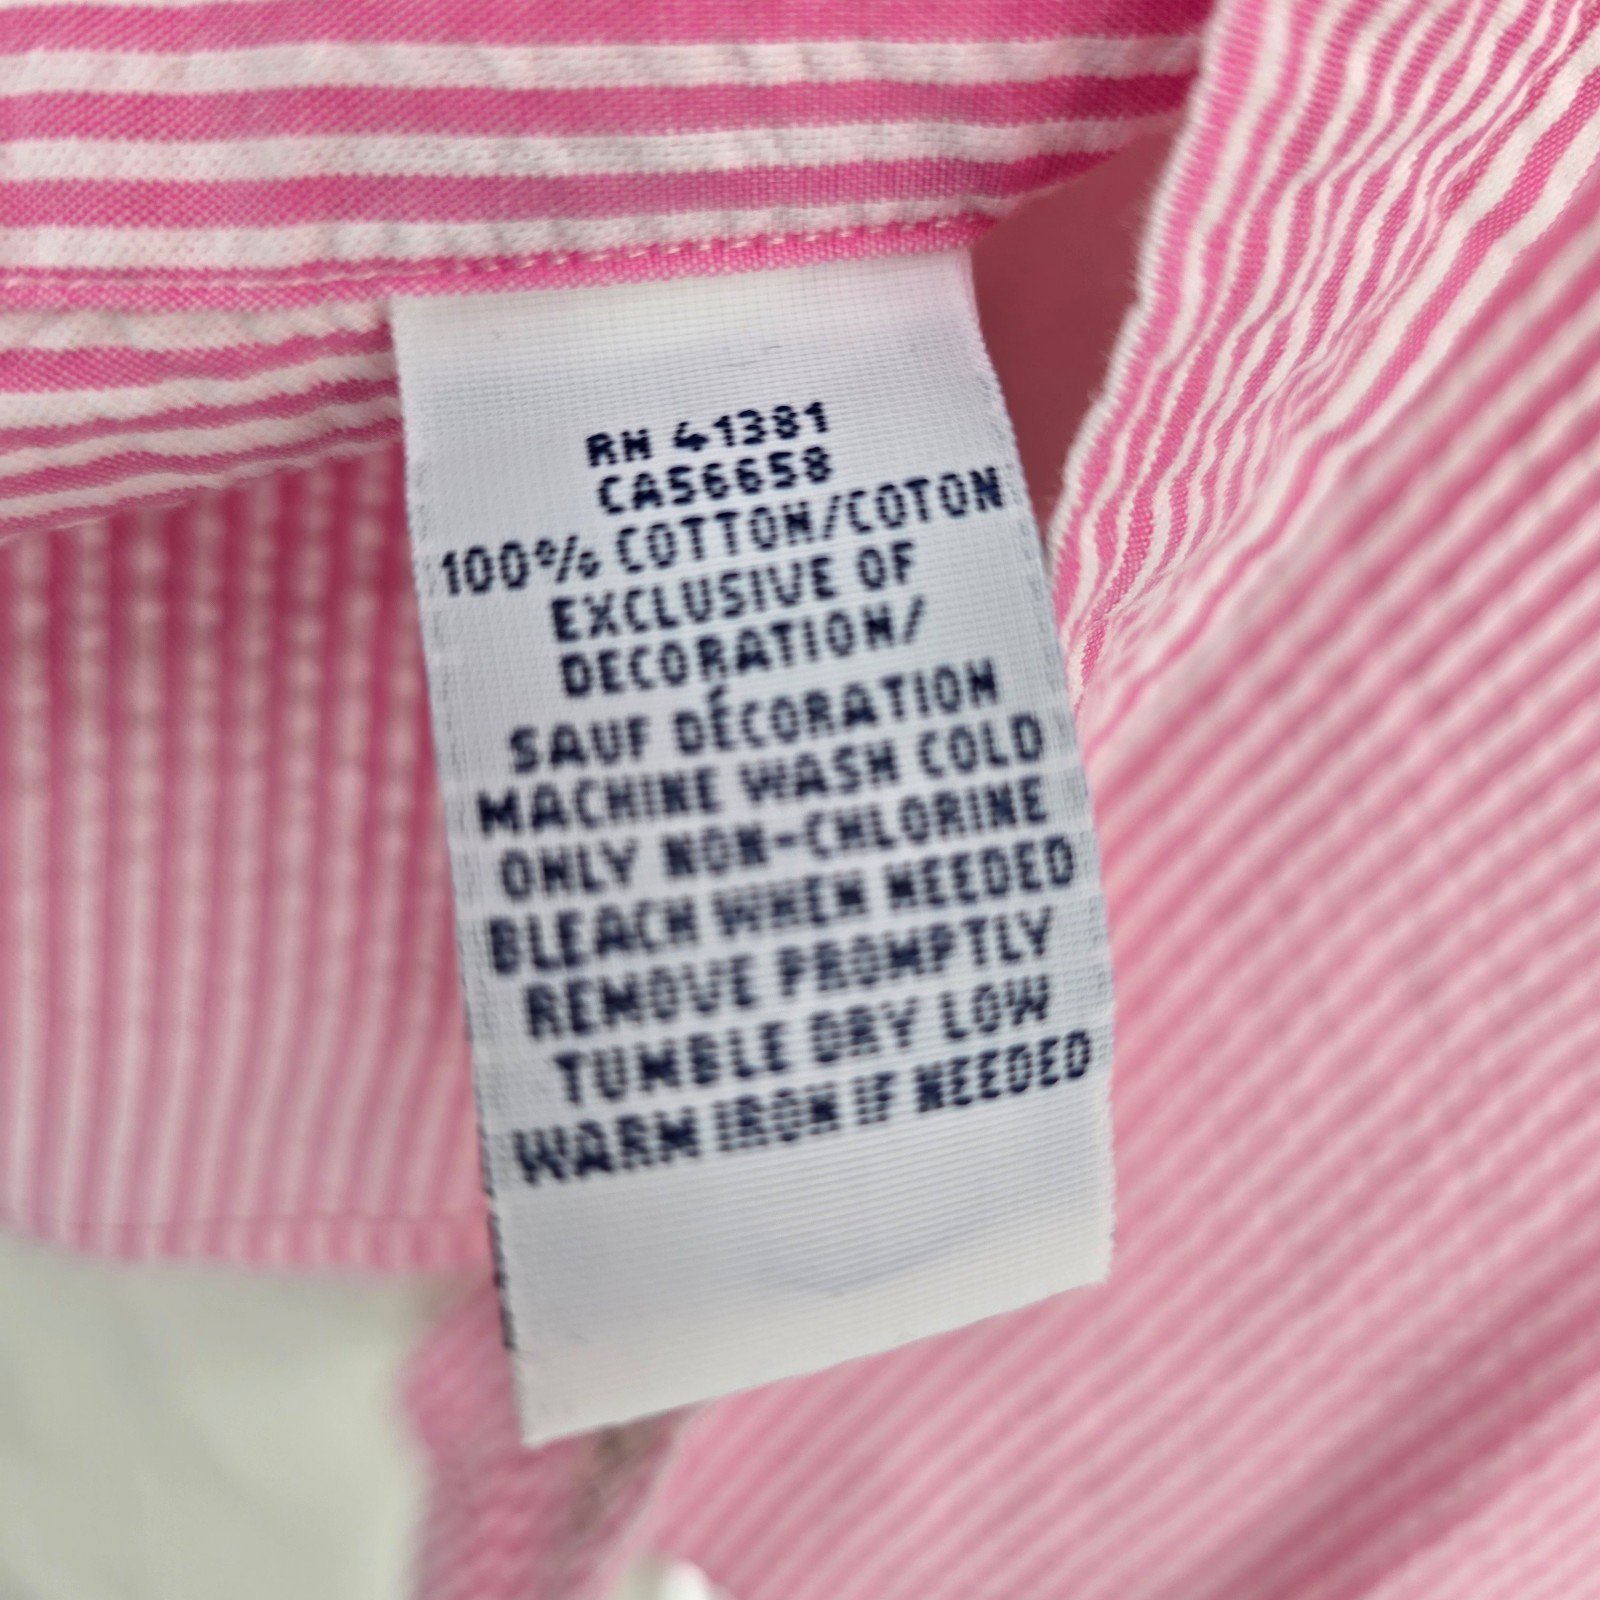 RN 41381
CA56658
100% COTTON/COTON
EXCLUSIVE OF
DECORATION/
SAUF DÉCORATION
MACHINE WASH COLD
ONLY NON-CHLORINE
BLEACH WHEN NEEDED
REMOVE PROMPTLY
TUMBLE DRY LOW
WARM IRON IF NEEDED